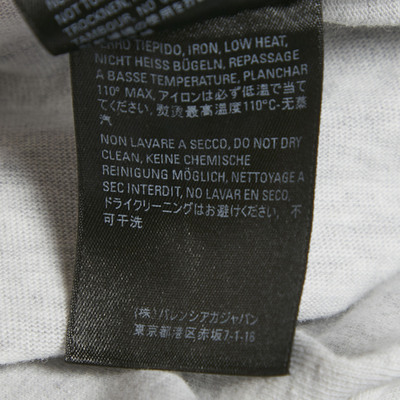 NOT TU
TROCKNER,
TAMBOUR, NO
FERRO TIEPIDO, IRON, LOW HEAT,
NICHT HEISS BÜGELN, REPASSAGE
A BASSE TEMPERATURE, PLANCHAR
110° MAX, アイロンは必ず低温で当て
てください, 熨烫最高温度110°C-无蒸
汽
NON LAVARE A SECCO, DO NOT DRY
CLEAN, KEINE CHEMISCHE
REINIGUNG MÖGLICH, NETTOYAGE A
SEC INTERDIT, NO LAVAR EN SECO,
ドライクリーニングはお避けください, 不
可干洗
(株)バレンシアガジャパン
東京都港区赤坂7-1-16